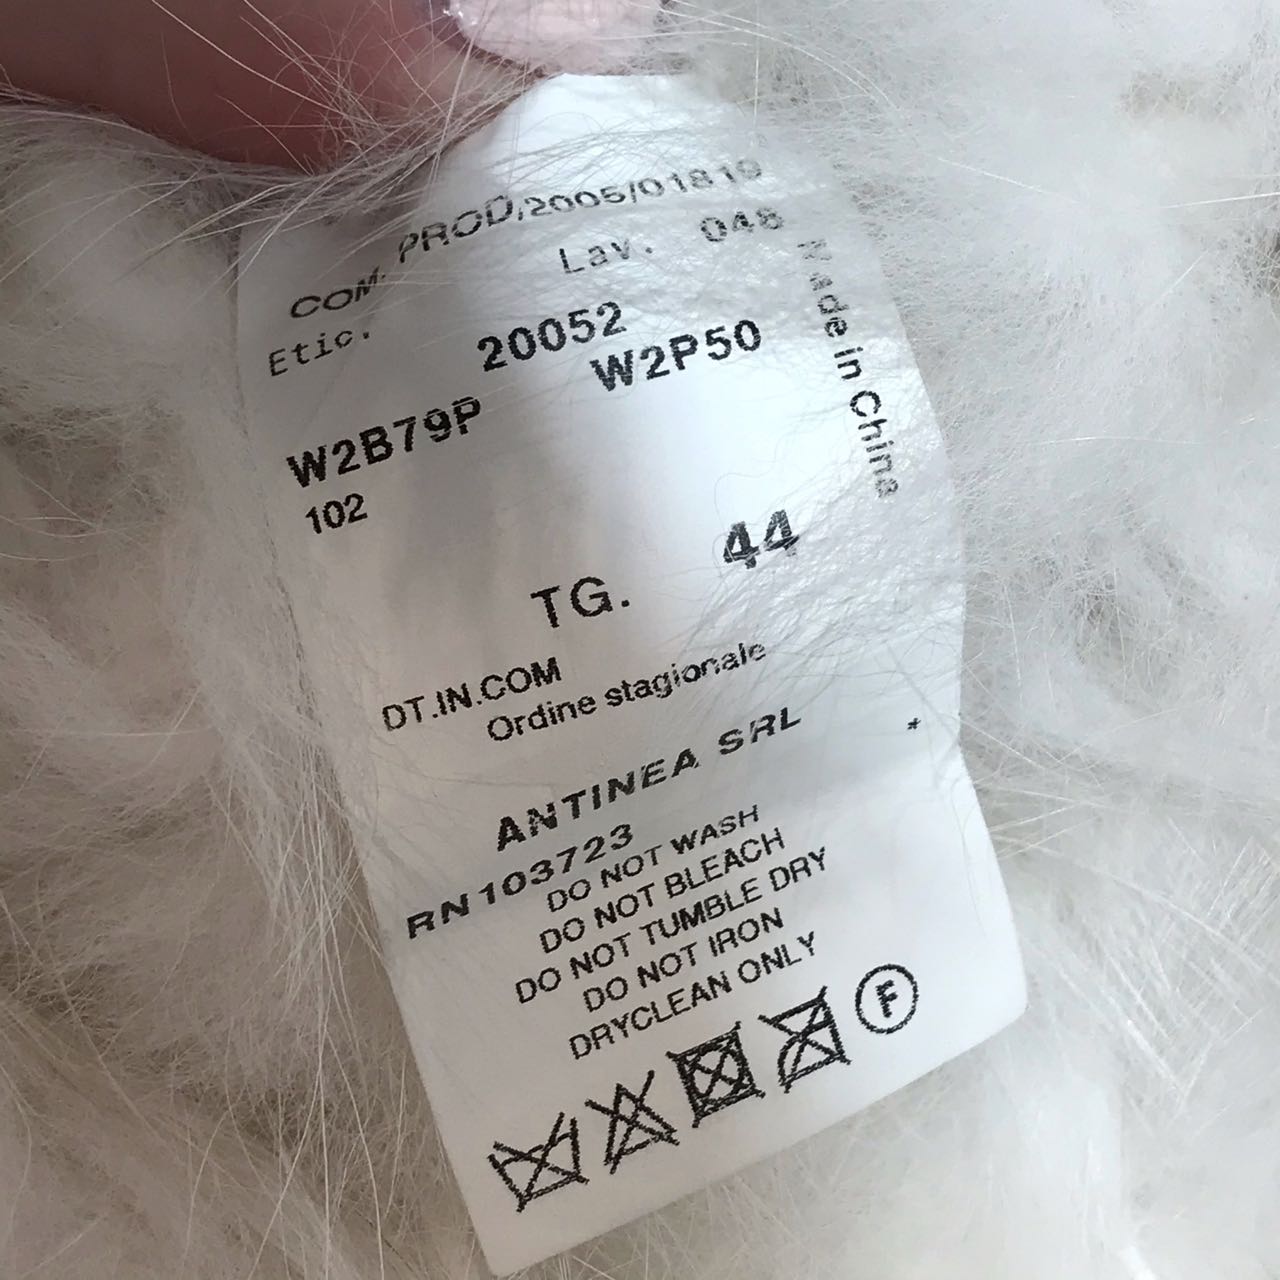 COM. PROD/2005/01819
Lav. 048
Etic. 20052
W2B79P W2P50
102
Made in China
TG. 44
DT.IN.COM
Ordine stagionale
ANTINEA SRL *
RN103723
DO NOT WASH
DO NOT BLEACH
DO NOT TUMBLE DRY
DO NOT IRON
DRYCLEAN ONLY
F